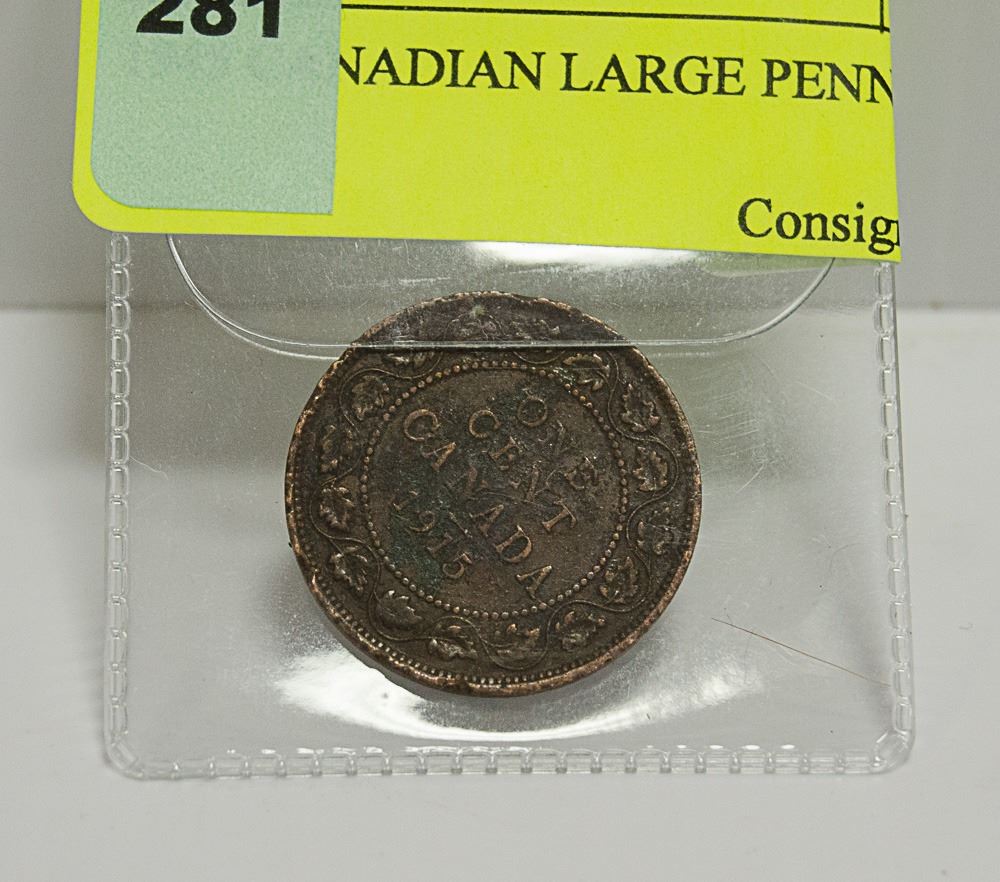 281
NADIAN LARGE PENN
Consig
ONE
CENT
CANADA
1915